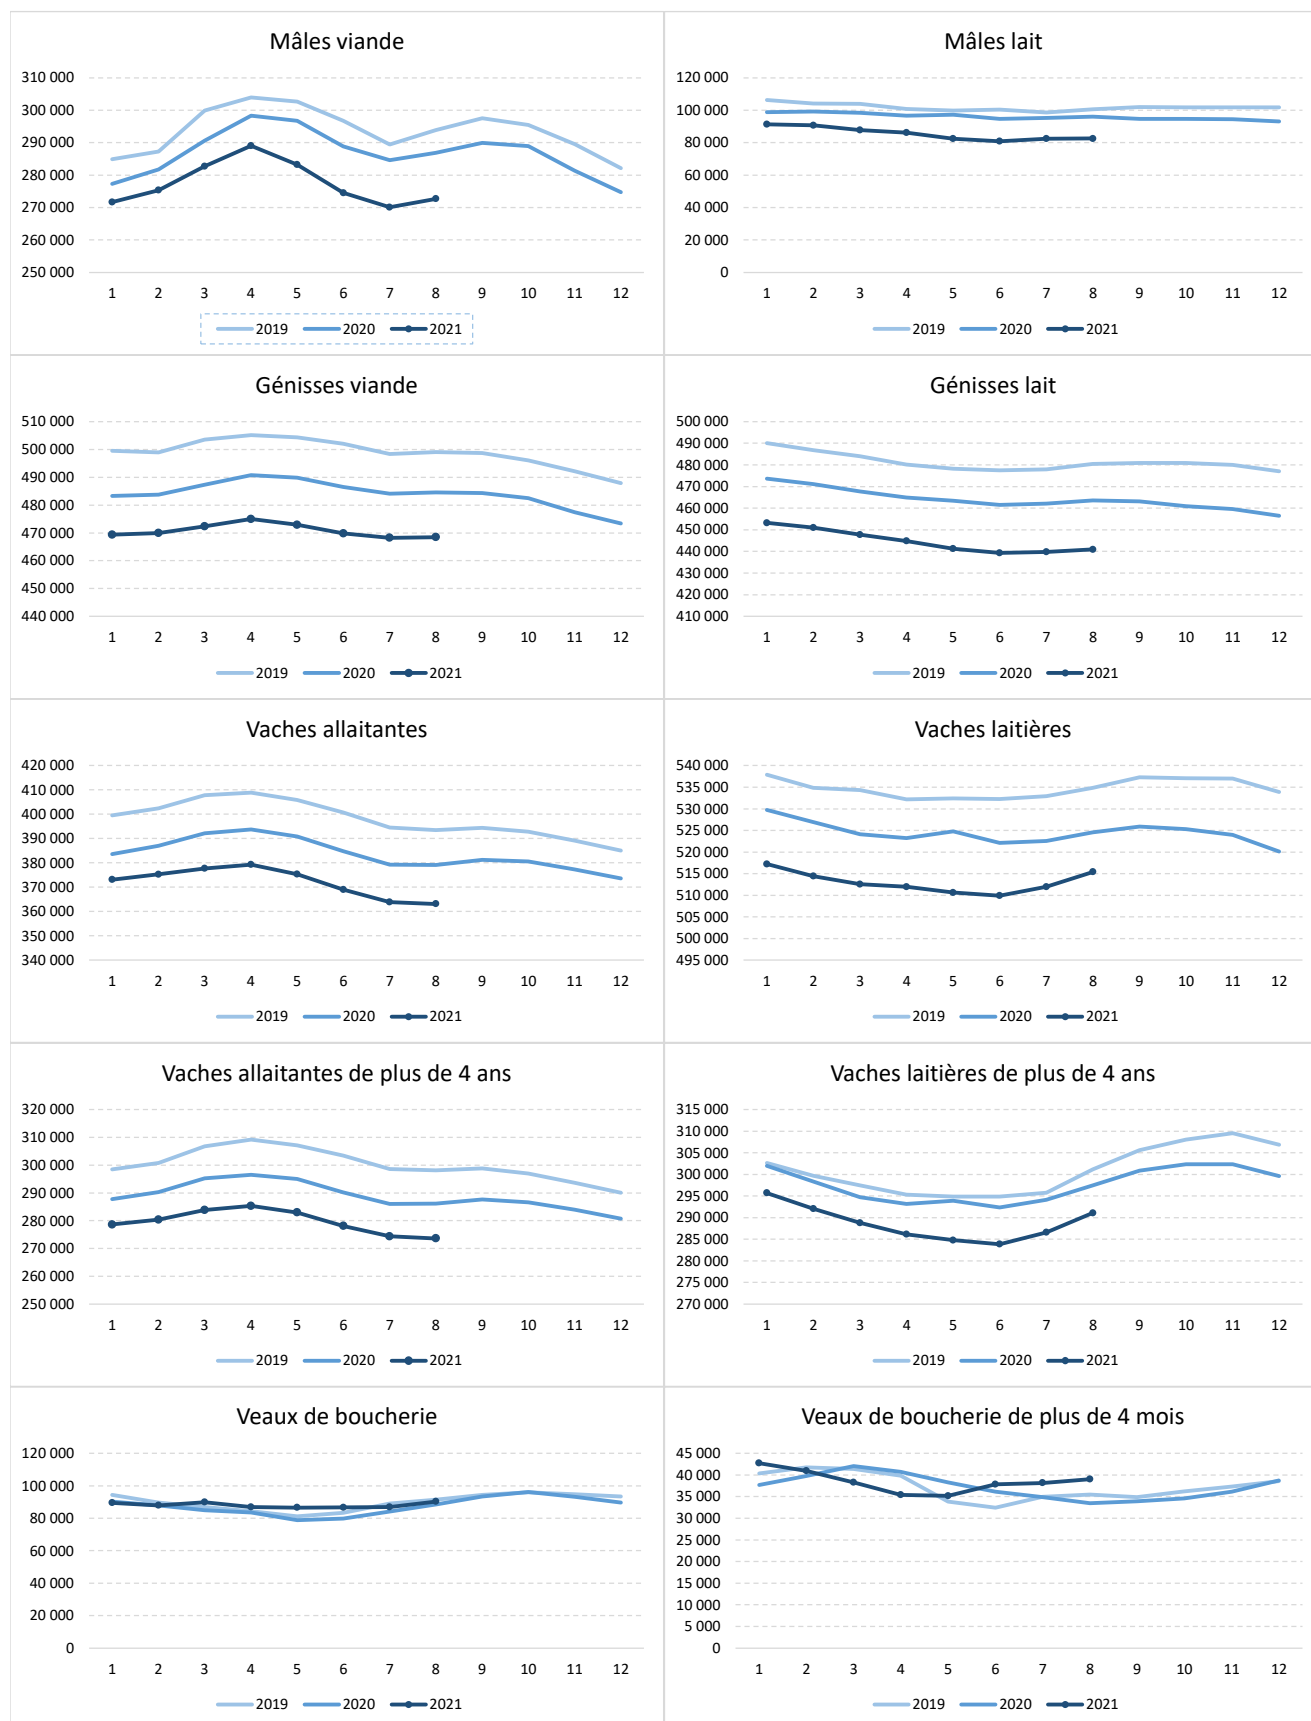 Mâles viande
310 000
300 000
290 000
280 000
270 000
260 000
250 000
1 2 3 4 5 6 7 8 9 10 11 12
2019 2020 2021
Mâles lait
120 000
100 000
80 000
60 000
40 000
20 000
0
1 2 3 4 5 6 7 8 9 10 11 12
2019 2020 2021
Génisses viande
510 000
500 000
490 000
480 000
470 000
460 000
450 000
440 000
1 2 3 4 5 6 7 8 9 10 11 12
2019 2020 2021
Génisses lait
500 000
490 000
480 000
470 000
460 000
450 000
440 000
430 000
420 000
410 000
1 2 3 4 5 6 7 8 9 10 11 12
2019 2020 2021
Vaches allaitantes
420 000
410 000
400 000
390 000
380 000
370 000
360 000
350 000
340 000
1 2 3 4 5 6 7 8 9 10 11 12
2019 2020 2021
Vaches laitières
540 000
535 000
530 000
525 000
520 000
515 000
510 000
505 000
500 000
495 000
1 2 3 4 5 6 7 8 9 10 11 12
2019 2020 2021
Vaches allaitantes de plus de 4 ans
320 000
310 000
300 000
290 000
280 000
270 000
260 000
250 000
1 2 3 4 5 6 7 8 9 10 11 12
2019 2020 2021
Vaches laitières de plus de 4 ans
315 000
310 000
305 000
300 000
295 000
290 000
285 000
280 000
275 000
270 000
1 2 3 4 5 6 7 8 9 10 11 12
2019 2020 2021
Veaux de boucherie
120 000
100 000
80 000
60 000
40 000
20 000
0
1 2 3 4 5 6 7 8 9 10 11 12
2019 2020 2021
Veaux de boucherie de plus de 4 mois
45 000
40 000
35 000
30 000
25 000
20 000
15 000
10 000
5 000
0
1 2 3 4 5 6 7 8 9 10 11 12
2019 2020 2021